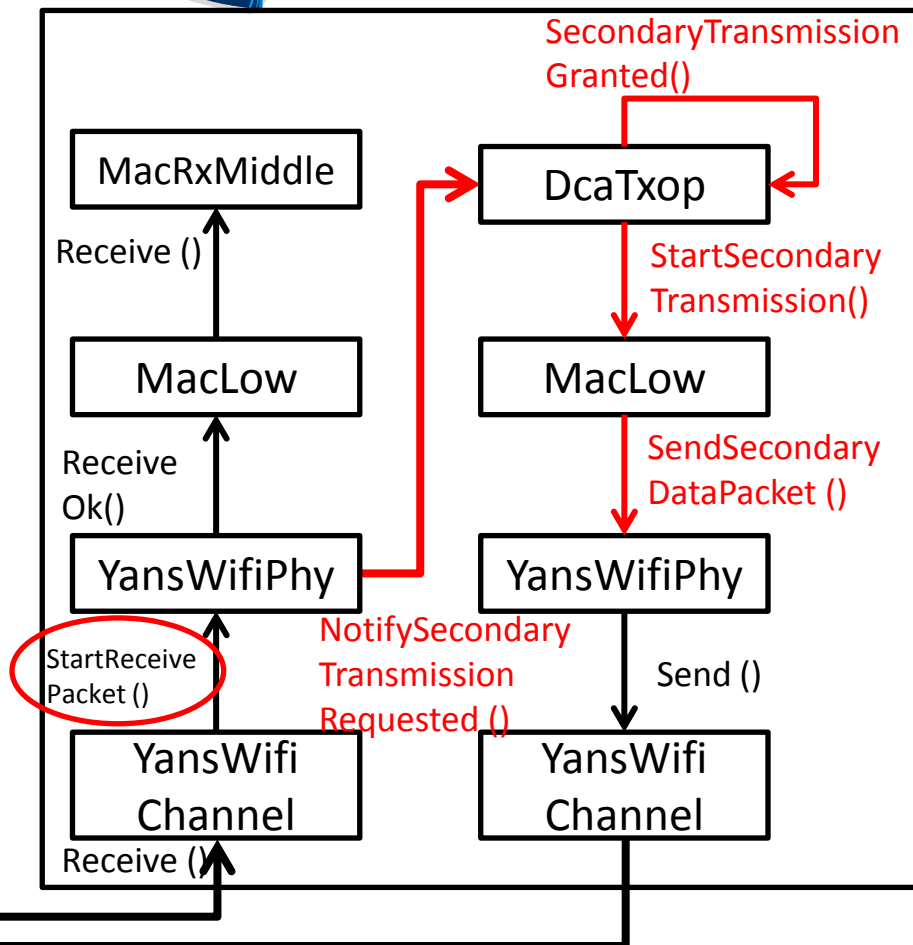 SecondaryTransmission
Granted()
MacRxMiddle
DcaTxop
Receive ()
StartSecondary
Transmission()
MacLow
MacLow
Receive
Ok()
SendSecondary
DataPacket ()
YansWifiPhy
YansWifiPhy
StartReceive
Packet ()
NotifySecondary
Transmission
Requested ()
Send ()
YansWifi
Channel
YansWifi
Channel
Receive ()